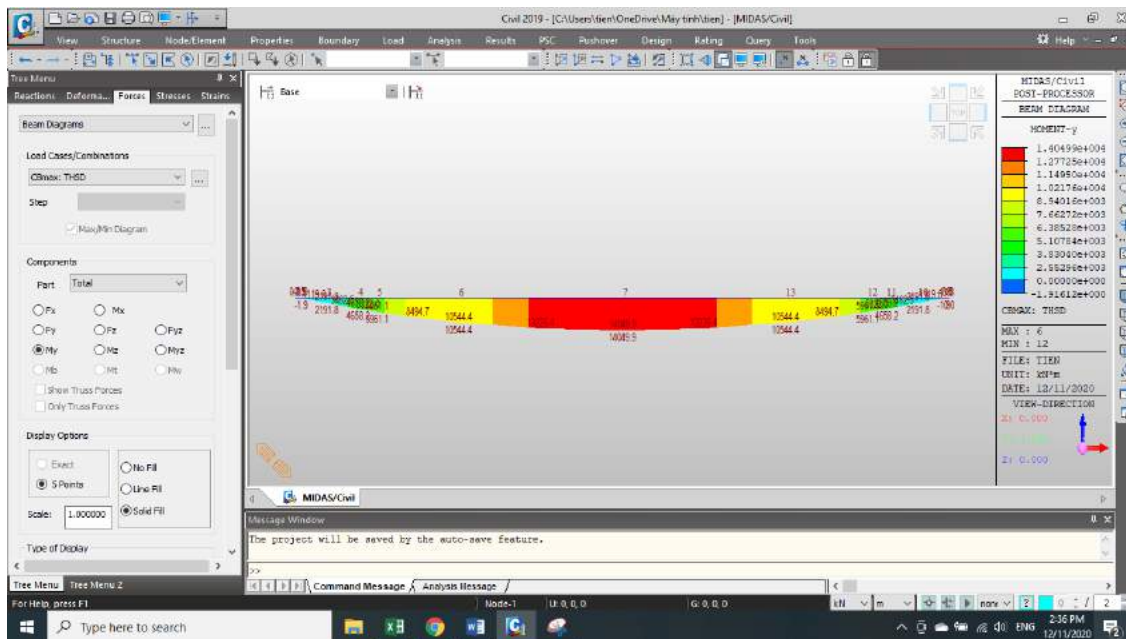 Civil 2019 - [C:\Users\tien\OneDrive\Máy tính\tien] - [MIDAS/Civil]
View Structure Node/Element Properties Boundary Load Analysis Results PSC Pushover Design Rating Query Tools Help
Tree Menu
Reactions Deforma... Forces Stresses Strains
Base
Beam Diagrams
Load Cases/Combinations
CBmax: THSD
Step
Max/Min Diagram
Components
Part Total
Fx Mx
Fy Fz Fyz
My Mz Myz
Mb Mt Mw
Show Truss Forces
Only Truss Forces
Display Options
Exact
5 Points
No Fill
Line Fill
Solid Fill
Scale: 1.000000
Type of Display
Tree Menu Tree Menu 2
4 5 6 7 13 12 11
-1.9 2191.8 4658.2 5961.1 8494.7 10544.4 10544.4 8494.7 5961.1 4658.2 2191.8
10544.4 14049.9 10544.4
MIDAS/Civil
POST-PROCESSOR
BEAM DIAGRAM
MOMENT-y
1.40499e+004
1.27725e+004
1.14950e+004
1.02176e+004
8.94016e+003
7.66272e+003
6.38528e+003
5.10784e+003
3.83040e+003
2.55296e+003
0.00000e+000
-1.91612e+000
CBMAX: THSD
MAX : 6
MIN : 12
FILE: TIEN
UNIT: kN*m
DATE: 12/11/2020
VIEW-DIRECTION
X: 0.000
Z: 0.000
MIDAS/Civil
Message Window
The project will be saved by the auto-save feature.
>>
Command Message Analysis Message
For Help, press F1 Node-1 U: 0, 0, 0 G: 0, 0, 0 kN m 2
Type here to search
ENG 2:36 PM
12/11/2020